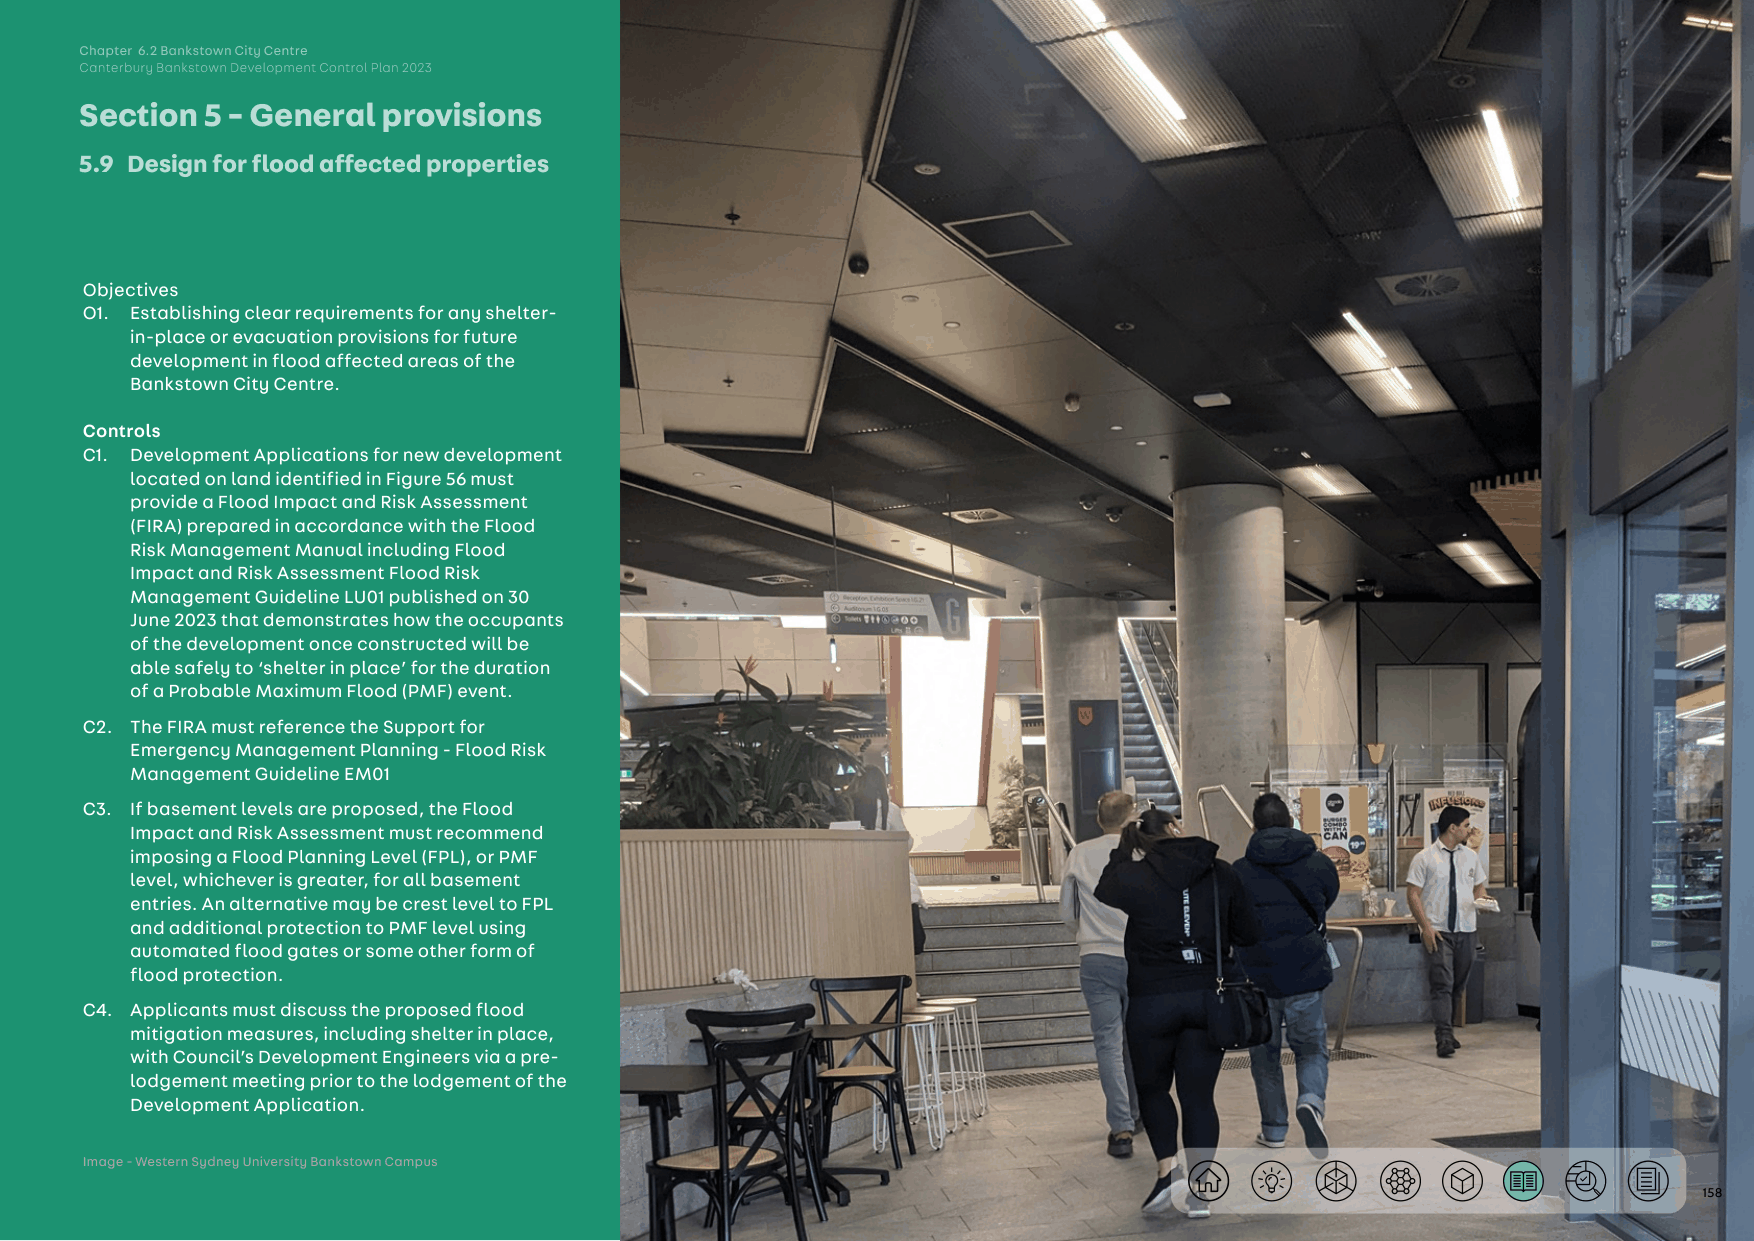 Chapter 6.2 Bankstown City Centre
Canterbury Bankstown Development Control Plan 2023
Section 5 – General provisions
5.9 Design for flood affected properties
Objectives
O1. Establishing clear requirements for any shelter-
in-place or evacuation provisions for future
development in flood affected areas of the
Bankstown City Centre.
Controls
C1. Development Applications for new development
located on land identified in Figure 56 must
provide a Flood Impact and Risk Assessment
(FIRA) prepared in accordance with the Flood
Risk Management Manual including Flood
Impact and Risk Assessment Flood Risk
Management Guideline LU01 published on 30
June 2023 that demonstrates how the occupants
of the development once constructed will be
able safely to ‘shelter in place’ for the duration
of a Probable Maximum Flood (PMF) event.
C2. The FIRA must reference the Support for
Emergency Management Planning - Flood Risk
Management Guideline EM01
C3. If basement levels are proposed, the Flood
Impact and Risk Assessment must recommend
imposing a Flood Planning Level (FPL), or PMF
level, whichever is greater, for all basement
entries. An alternative may be crest level to FPL
and additional protection to PMF level using
automated flood gates or some other form of
flood protection.
C4. Applicants must discuss the proposed flood
mitigation measures, including shelter in place,
with Council’s Development Engineers via a pre-
lodgement meeting prior to the lodgement of the
Development Application.
Image - Western Sydney University Bankstown Campus
Reception, Exhibition Space
Auditorium
Toilets
Lifts
G
W
BURGER
COMBO
WITH A
CAN
INFUSIONS
158